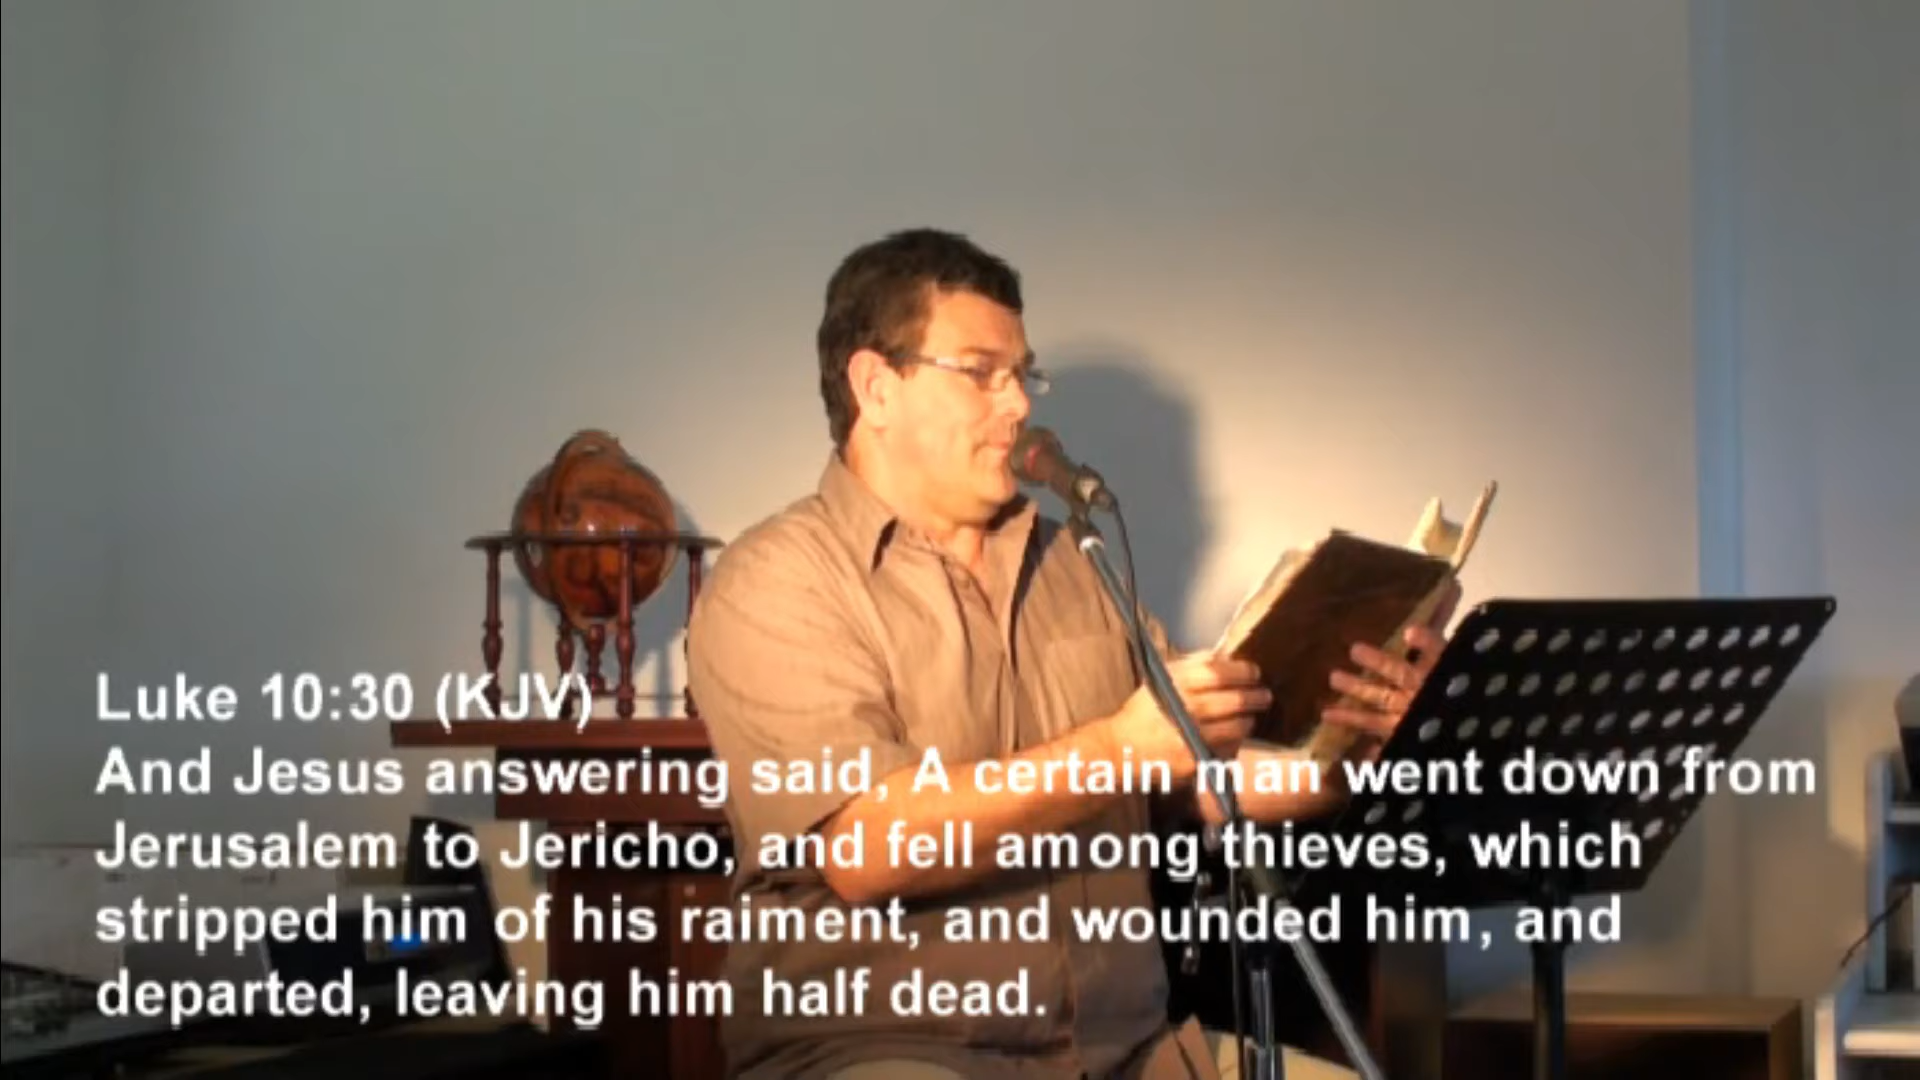 Luke 10:30 (KJV)
And Jesus answering said, A certain man went down from
Jerusalem to Jericho, and fell among thieves, which
stripped him of his raiment, and wounded him, and
departed, leaving him half dead.